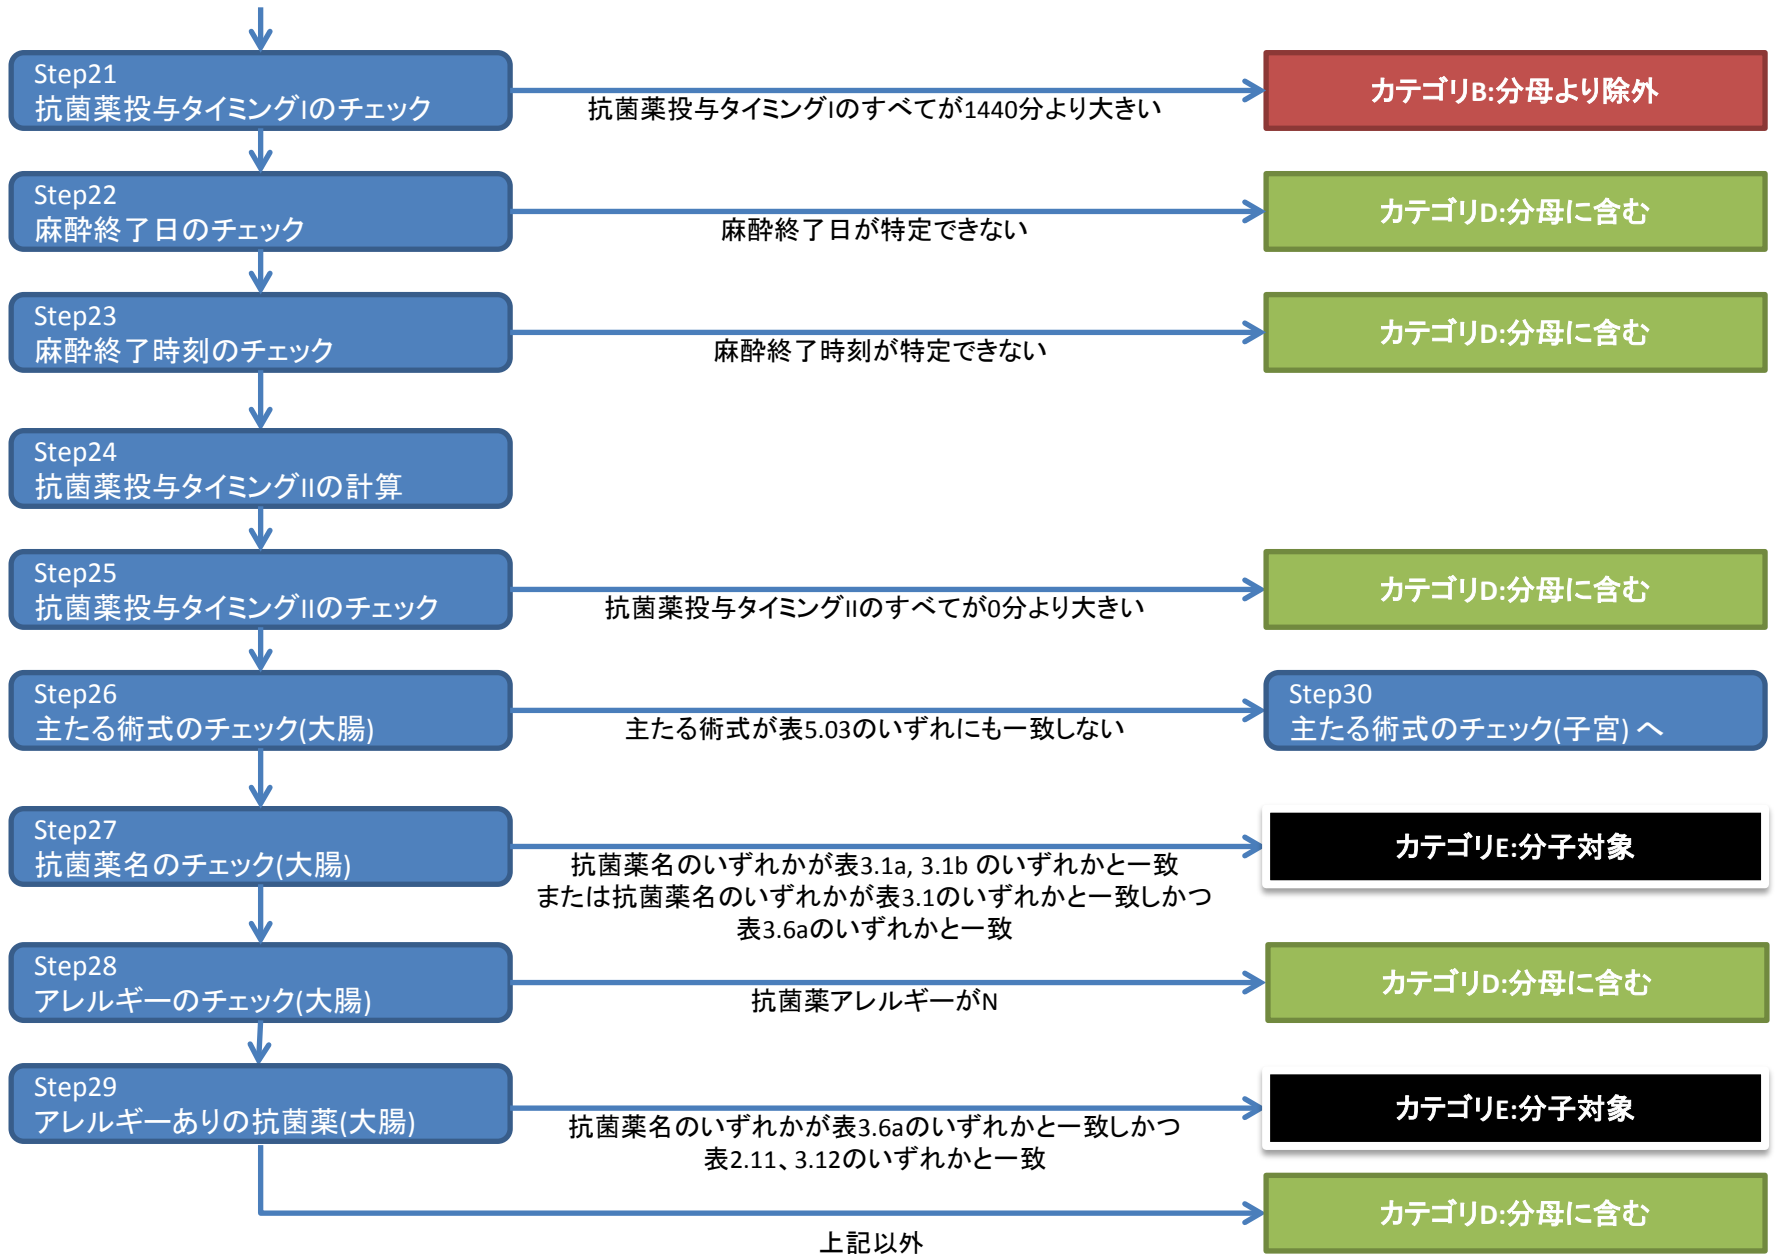 Step21
抗菌薬投与タイミングIのチェック
抗菌薬投与タイミングIのすべてが1440分より大きい
カテゴリB:分母より除外
Step22
麻酔終了日のチェック
麻酔終了日が特定できない
カテゴリD:分母に含む
Step23
麻酔終了時刻のチェック
麻酔終了時刻が特定できない
カテゴリD:分母に含む
Step24
抗菌薬投与タイミングIIの計算
Step25
抗菌薬投与タイミングIIのチェック
抗菌薬投与タイミングIIのすべてが0分より大きい
カテゴリD:分母に含む
Step26
主たる術式のチェック(大腸)
主たる術式が表5.03のいずれにも一致しない
Step30
主たる術式のチェック(子宮) へ
Step27
抗菌薬名のチェック(大腸)
抗菌薬名のいずれかが表3.1a, 3.1b のいずれかと一致
または抗菌薬名のいずれかが表3.1のいずれかと一致しかつ
表3.6aのいずれかと一致
カテゴリE:分子対象
Step28
アレルギーのチェック(大腸)
抗菌薬アレルギーがN
カテゴリD:分母に含む
Step29
アレルギーありの抗菌薬(大腸)
抗菌薬名のいずれかが表3.6aのいずれかと一致しかつ
表2.11、3.12のいずれかと一致
カテゴリE:分子対象
上記以外
カテゴリD:分母に含む